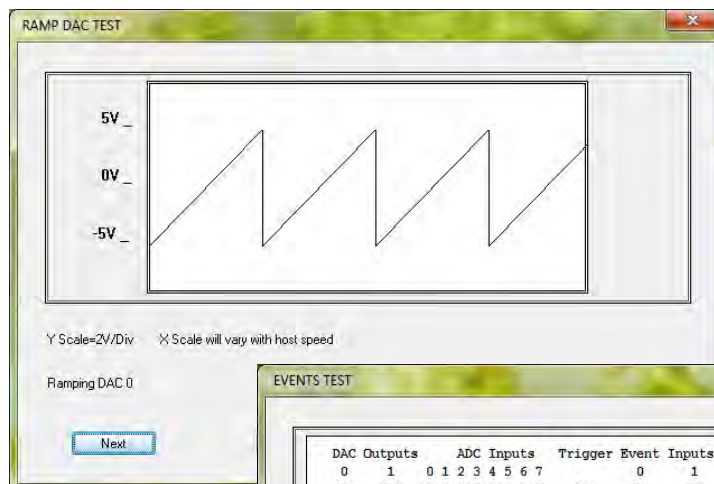 RAMP DAC TEST
5V _
0V _
-5V _
Y Scale=2V/Div X Scale will vary with host speed
Ramping DAC 0
Next
EVENTS TEST
DAC Outputs ADC Inputs Trigger Event Inputs
0 1 0 1 2 3 4 5 6 7 0 1